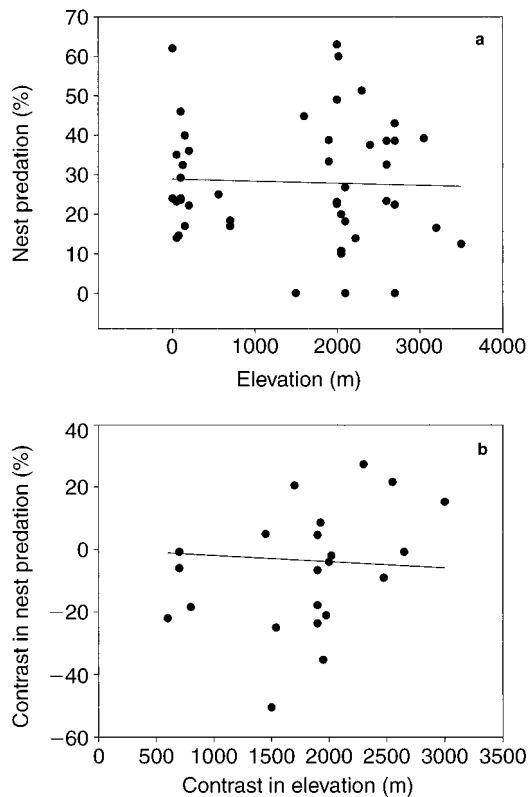 70
a
60
50
40
30
20
10
0
Nest predation (%)
0 1000 2000 3000 4000
Elevation (m)
40
b
20
0
−20
−40
−60
Contrast in nest predation (%)
0 500 1000 1500 2000 2500 3000 3500
Contrast in elevation (m)